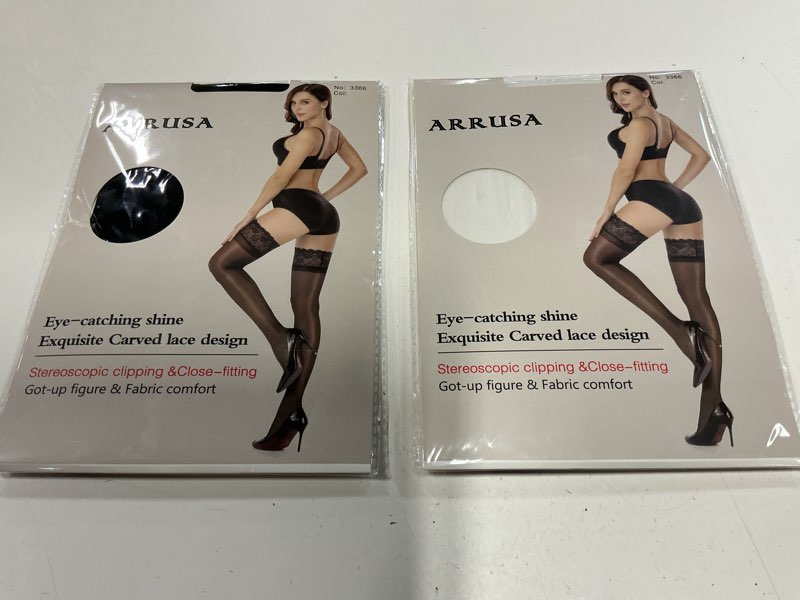 No: 3366
Col:
ARRUSA
Eye-catching shine
Exquisite Carved lace design
Stereoscopic clipping &Close-fitting
Got-up figure & Fabric comfort
No: 3366
Col:
ARRUSA
Eye-catching shine
Exquisite Carved lace design
Stereoscopic clipping &Close-fitting
Got-up figure & Fabric comfort